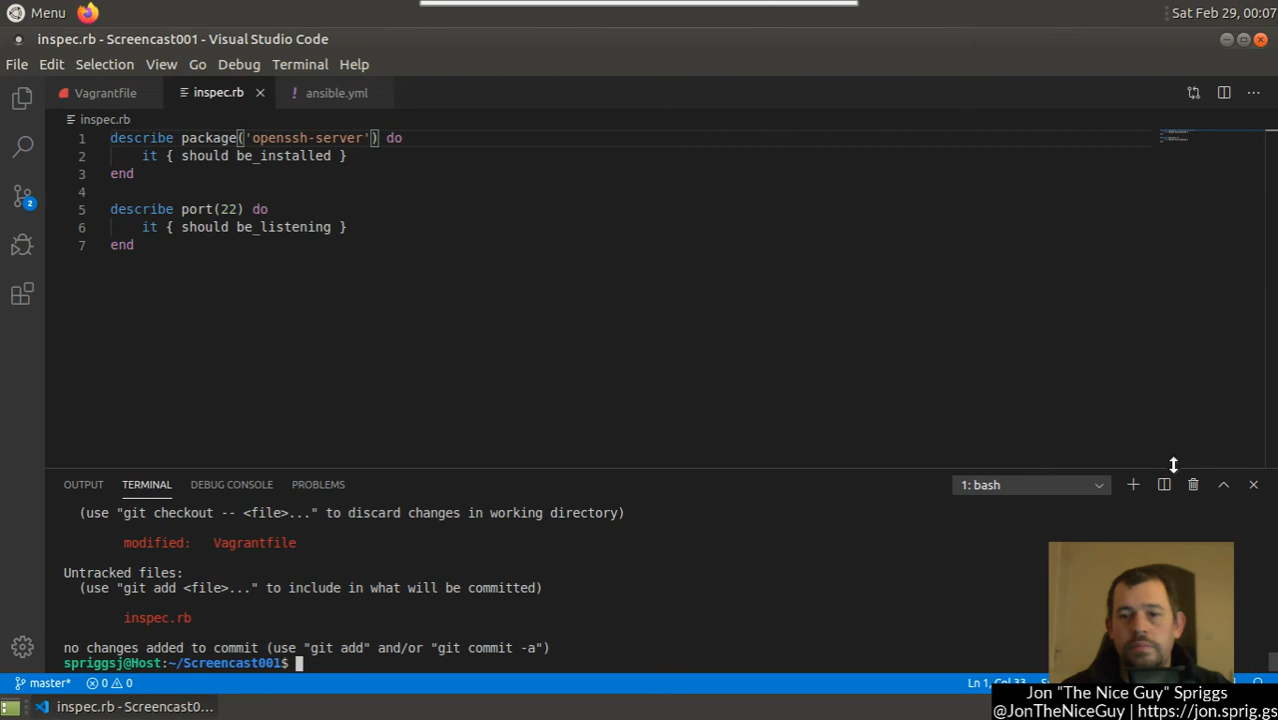 Menu
Sat Feb 29, 00:07
inspec.rb - Screencast001 - Visual Studio Code
File Edit Selection View Go Debug Terminal Help
Vagrantfile inspec.rb ansible.yml
inspec.rb
1 describe package('openssh-server') do
2 it { should be_installed }
3 end
4
5 describe port(22) do
6 it { should be_listening }
7 end
2
OUTPUT TERMINAL DEBUG CONSOLE PROBLEMS 1: bash
(use "git checkout -- <file>..." to discard changes in working directory)
modified: Vagrantfile
Untracked files:
(use "git add <file>..." to include in what will be committed)
inspec.rb
no changes added to commit (use "git add" and/or "git commit -a")
spriggsj@Host:~/Screencast001$
master* 0 0 Ln 1, Col 33
inspec.rb - Screencast0...
Jon "The Nice Guy" Spriggs
@JonTheNiceGuy | https://jon.sprig.gs